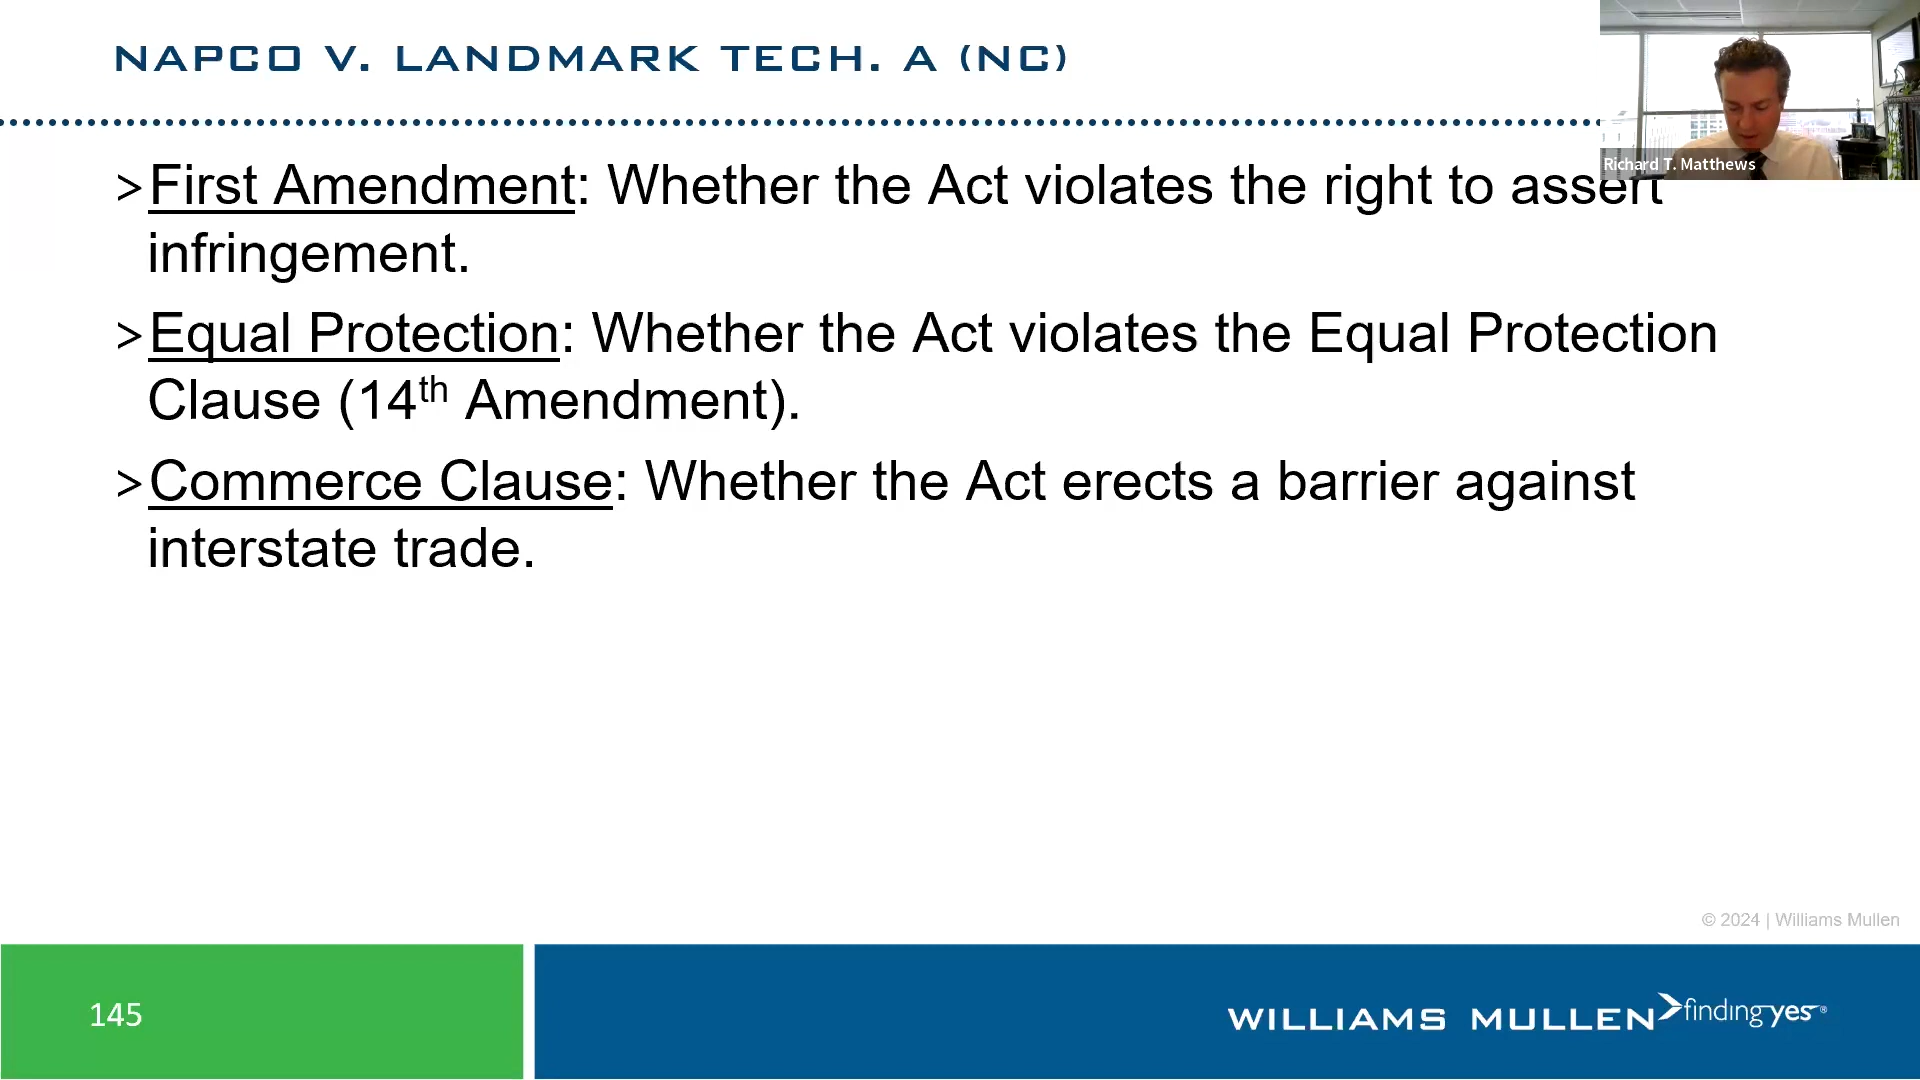 NAPCO V. LANDMARK TECH. A (NC)
Richard T. Matthews
>First Amendment: Whether the Act violates the right to assert
infringement.
>Equal Protection: Whether the Act violates the Equal Protection
Clause (14th Amendment).
>Commerce Clause: Whether the Act erects a barrier against
interstate trade.
© 2024 | Williams Mullen
145
WILLIAMS MULLEN finding yes®